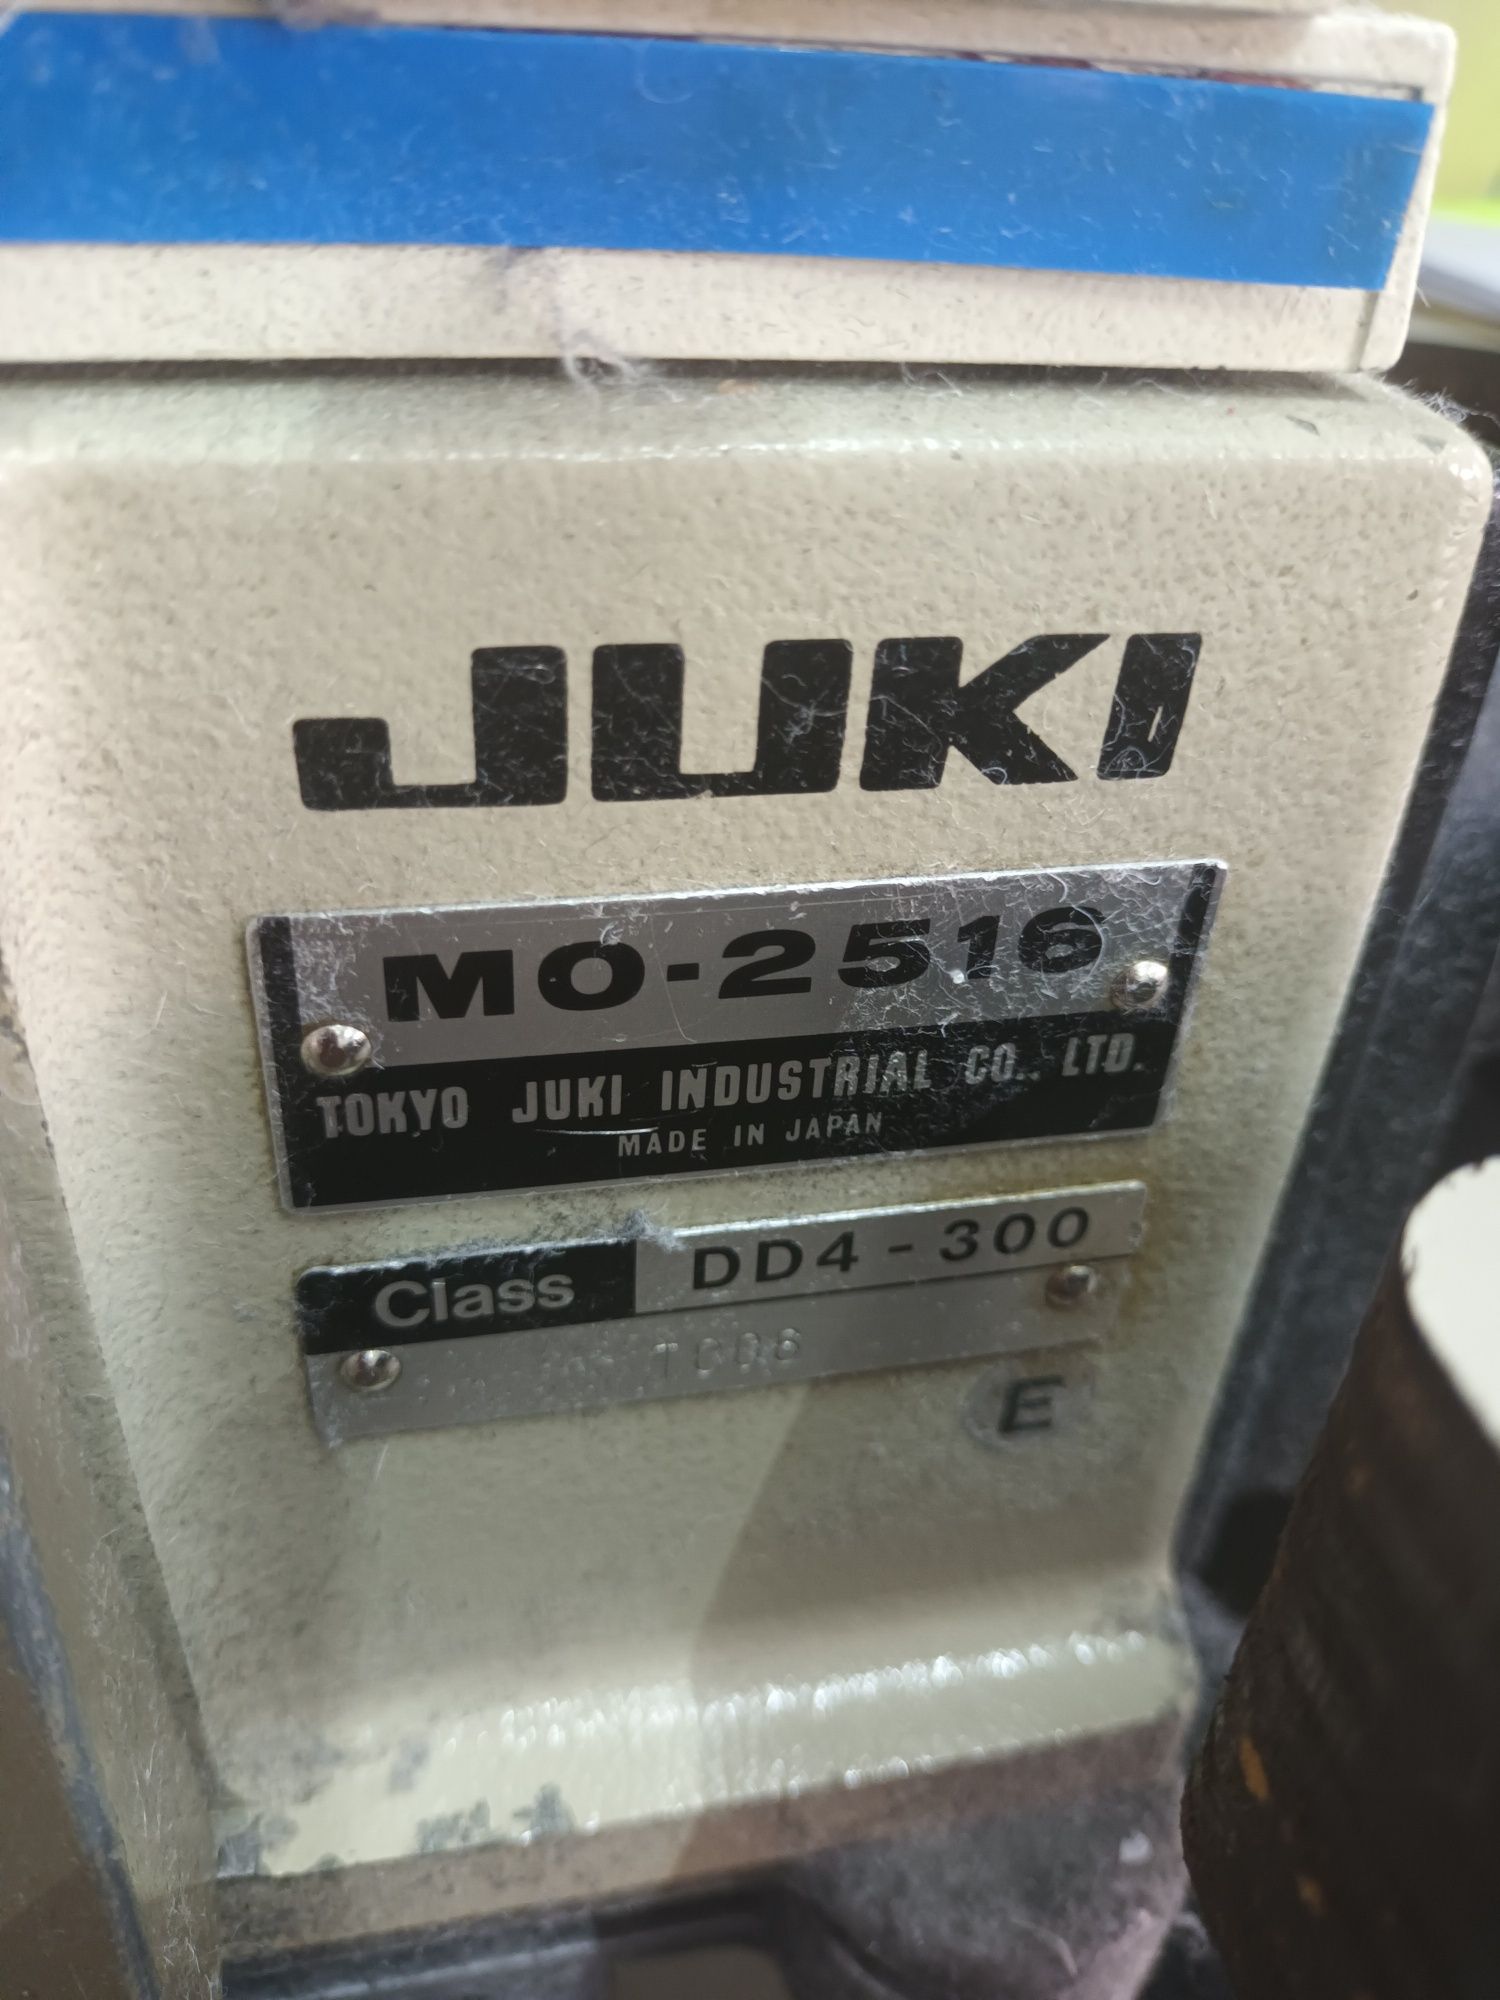 JUKI
MO-2516
TOKYO JUKI INDUSTRIAL CO., LTD.
MADE IN JAPAN
Class DD4-300
E